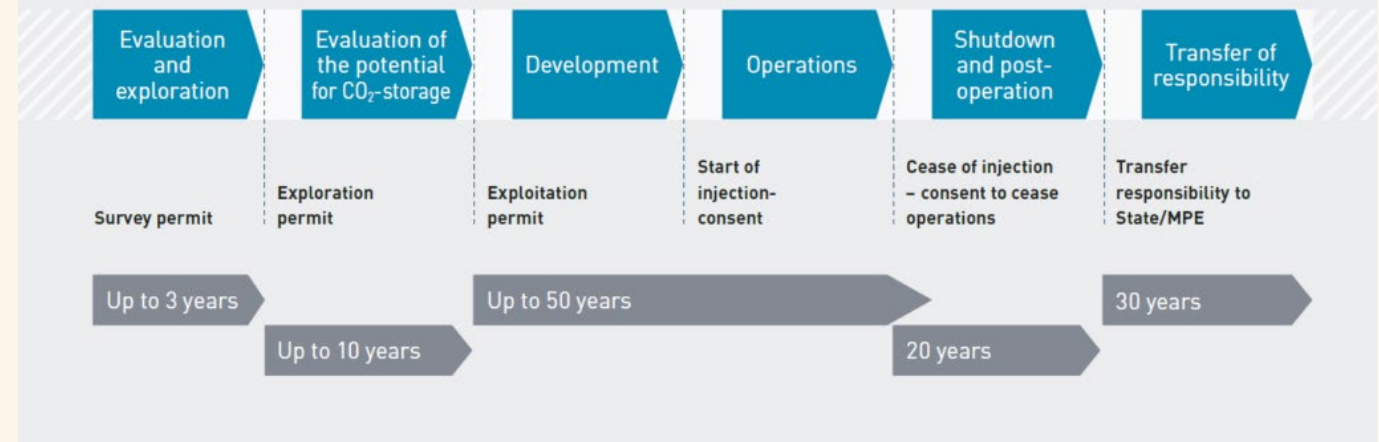 Evaluation
and
exploration
Evaluation of
the potential
for CO₂-storage
Development
Operations
Shutdown
and post-
operation
Transfer of
responsibility
Survey permit
Exploration
permit
Exploitation
permit
Start of
injection-
consent
Cease of injection
– consent to cease
operations
Transfer
responsibility to
State/MPE
Up to 3 years
Up to 10 years
Up to 50 years
20 years
30 years